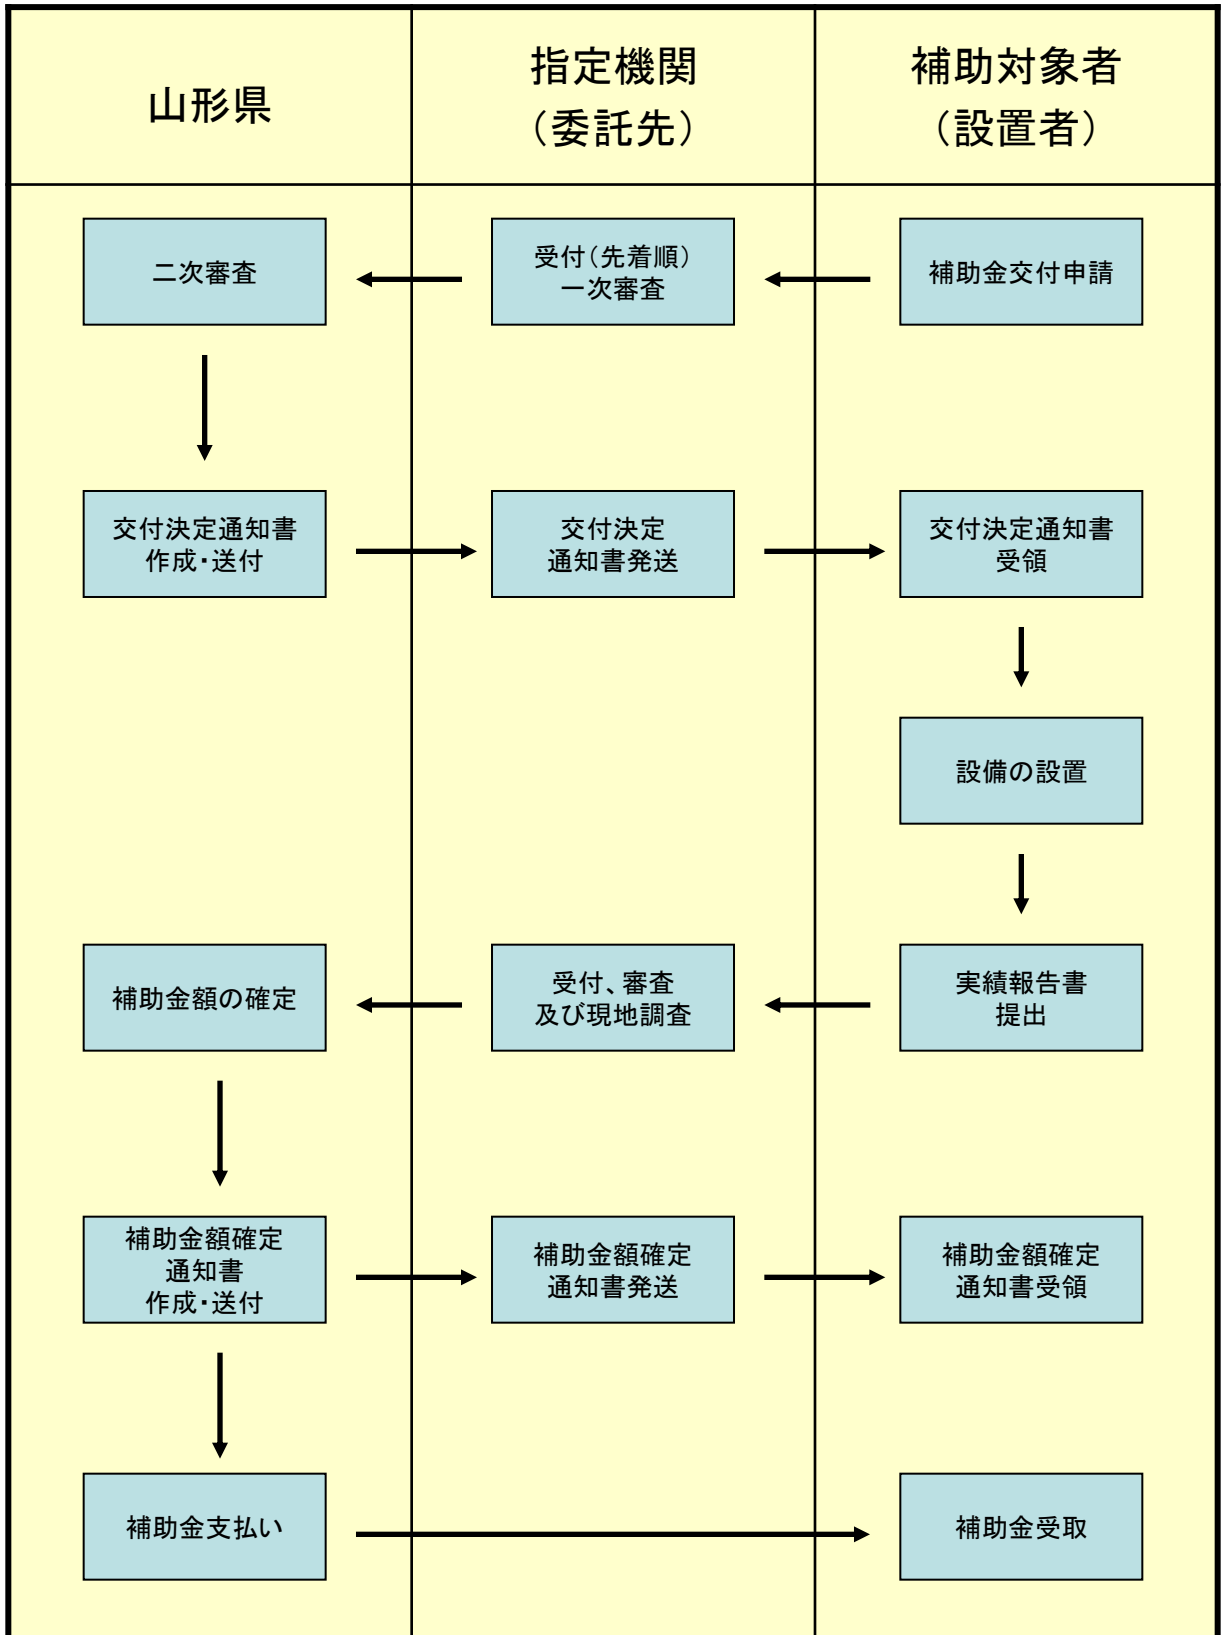 山形県
指定機関
（委託先）
補助対象者
（設置者）
二次審査
受付（先着順）
一次審査
補助金交付申請
交付決定通知書
作成・送付
交付決定
通知書発送
交付決定通知書
受領
設備の設置
補助金額の確定
受付、審査
及び現地調査
実績報告書
提出
補助金額確定
通知書
作成・送付
補助金額確定
通知書発送
補助金額確定
通知書受領
補助金支払い
補助金受取